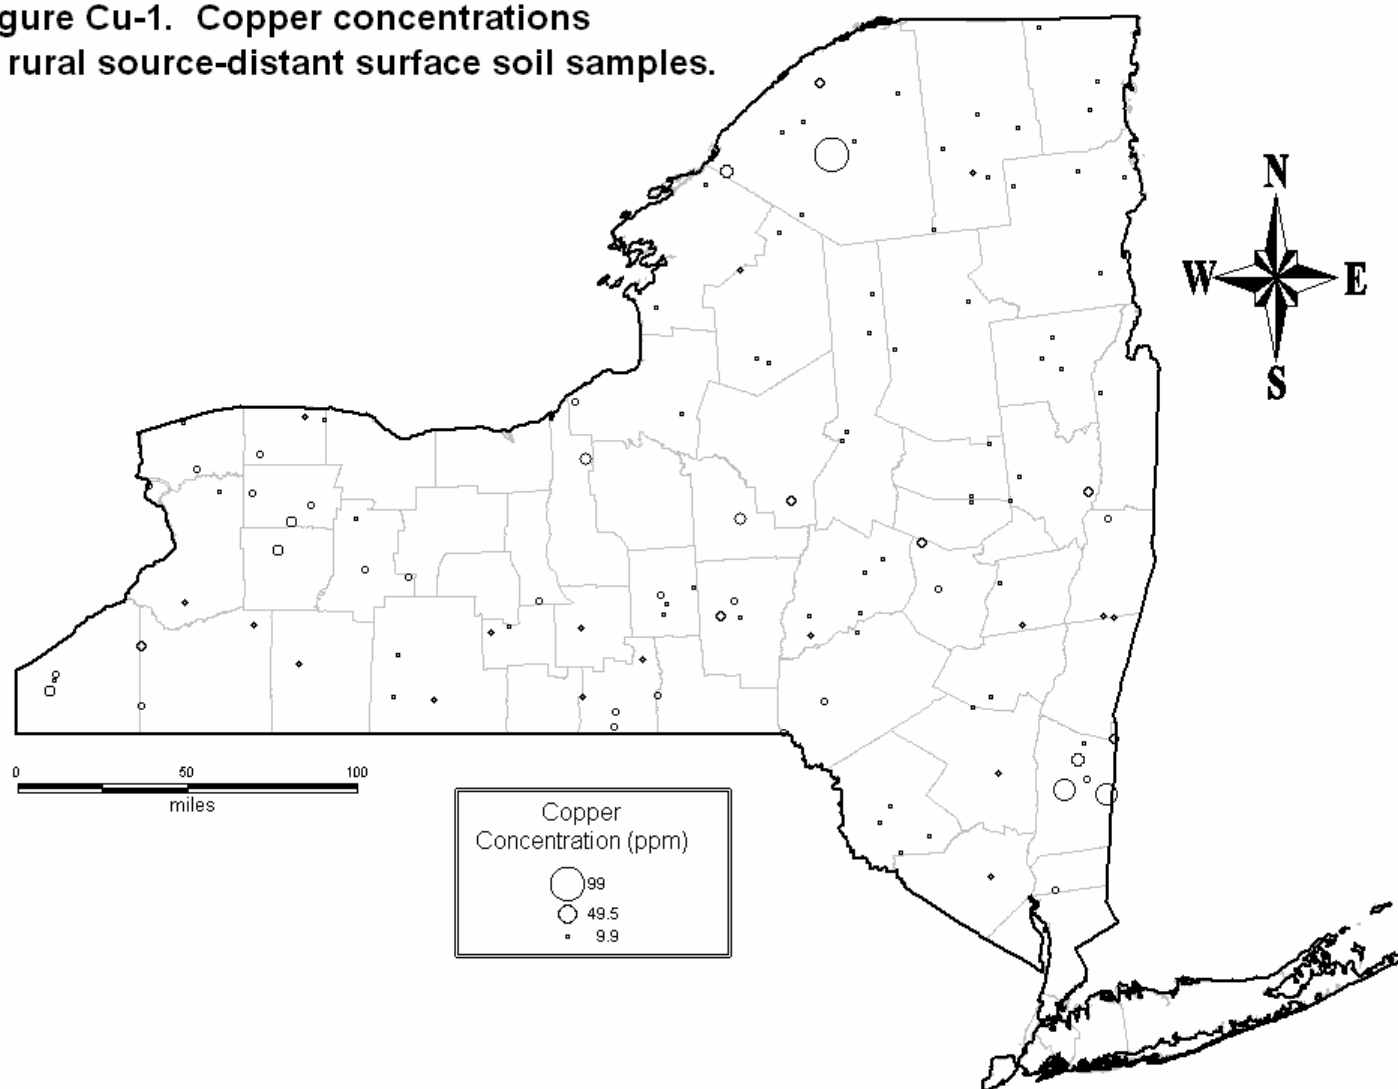 gure Cu-1. Copper concentrations
rural source-distant surface soil samples.
N
W
E
S
0 50 100
miles
Copper
Concentration (ppm)
99
49.5
9.9